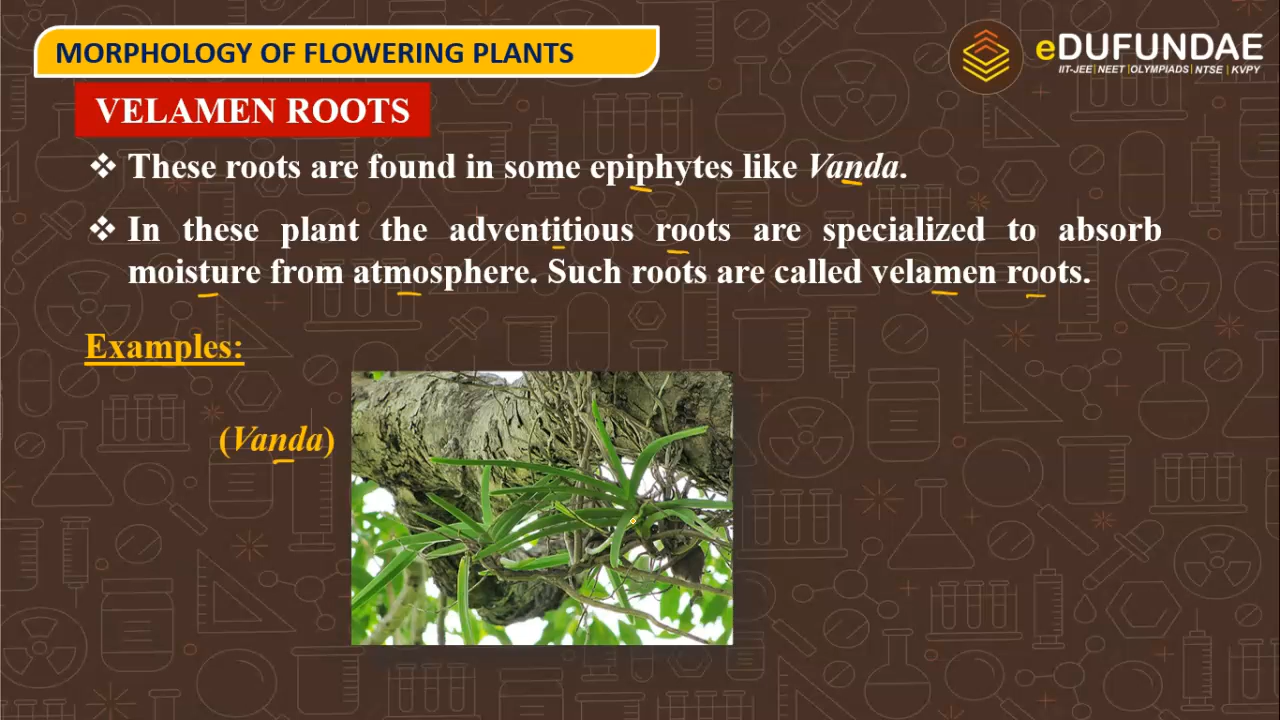 MORPHOLOGY OF FLOWERING PLANTS
eDUFUNDAE
IIT-JEE|NEET|OLYMPIADS|NTSE|KVPY
VELAMEN ROOTS
❖ These roots are found in some epiphytes like Vanda.
❖ In these plant the adventitious roots are specialized to absorb
moisture from atmosphere. Such roots are called velamen roots.
Examples:
(Vanda)